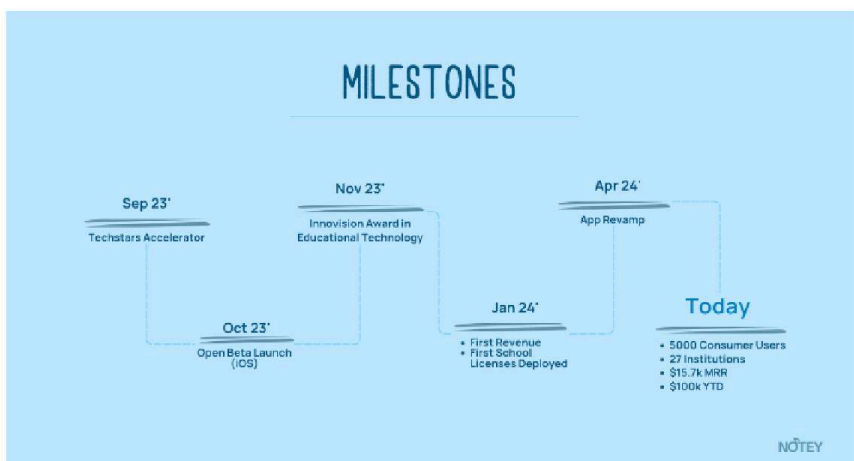 MILESTONES
Sep 23'
Techstars Accelerator
Oct 23'
Open Beta Launch
(iOS)
Nov 23'
Innovision Award in
Educational Technology
Jan 24'
• First Revenue
• First School
Licenses Deployed
Apr 24'
App Revamp
Today
• 5000 Consumer Users
• 27 Institutions
• $15.7k MRR
• $100k YTD
NOTEY